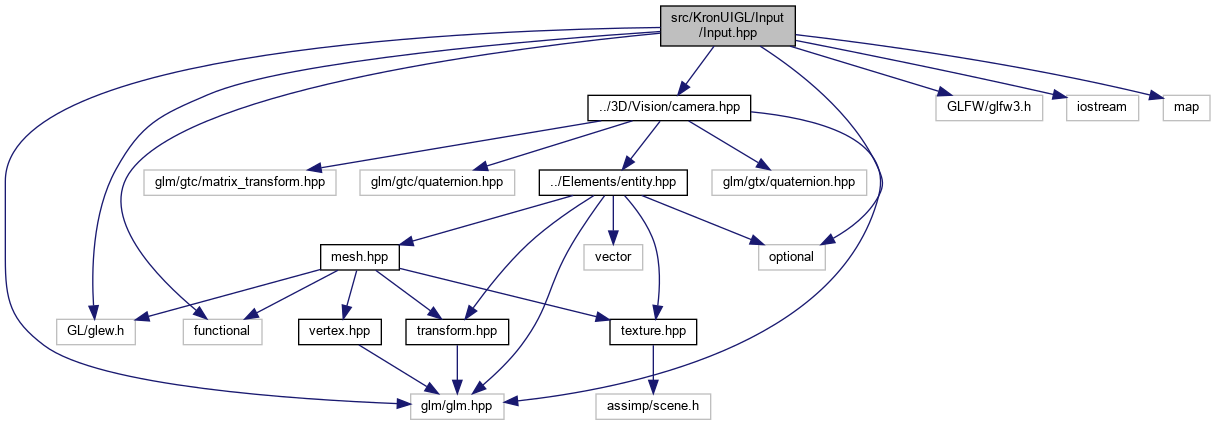 src/KronUIGL/Input
/Input.hpp
../3D/Vision/camera.hpp
GLFW/glfw3.h
iostream
map
glm/gtc/matrix_transform.hpp
glm/gtc/quaternion.hpp
../Elements/entity.hpp
glm/gtx/quaternion.hpp
mesh.hpp
vector
optional
GL/glew.h
functional
vertex.hpp
transform.hpp
texture.hpp
glm/glm.hpp
assimp/scene.h